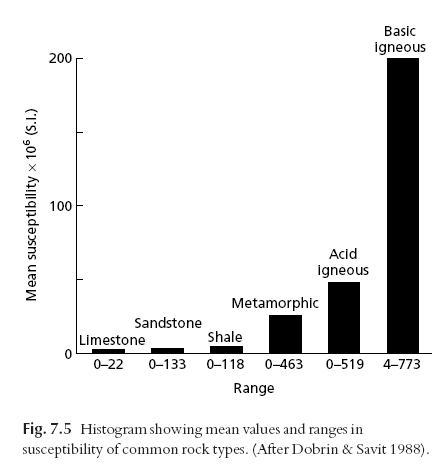 Basic
igneous
200
Mean susceptibility × 10⁶ (S.I.)
100
Acid
igneous
Metamorphic
Sandstone
Limestone
Shale
0
0–22 0–133 0–118 0–463 0–519 4–773
Range
Fig. 7.5 Histogram showing mean values and ranges in
susceptibility of common rock types. (After Dobrin & Savit 1988).